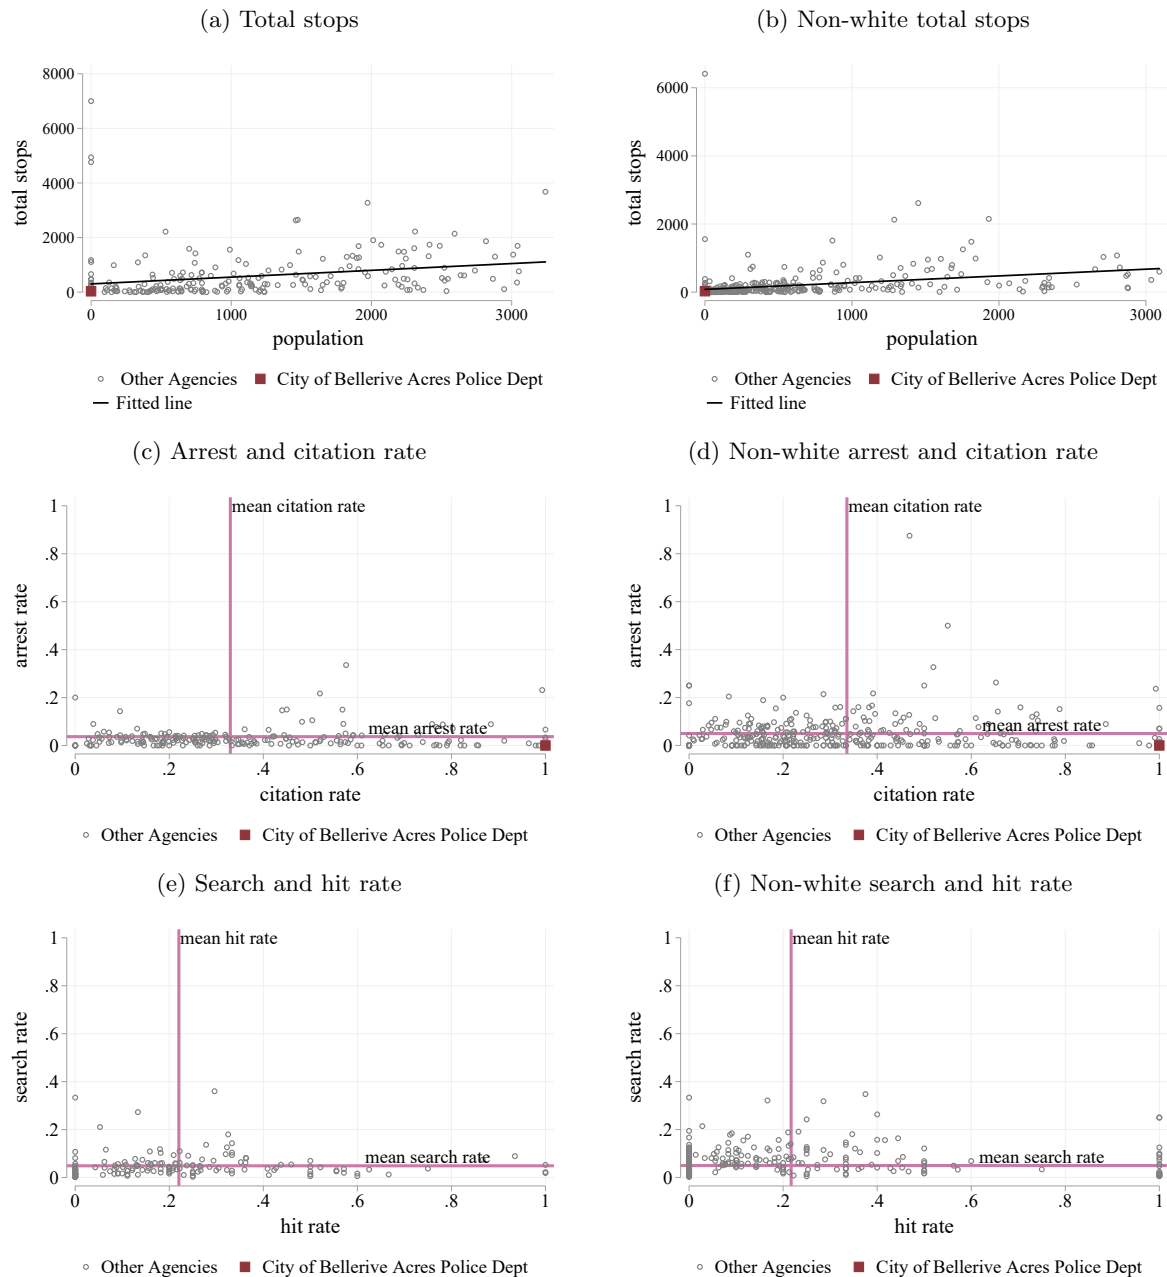 (a) Total stops
(b) Non-white total stops
8000
6000
4000
2000
0
total stops
0 1000 2000 3000
population
Other Agencies City of Bellerive Acres Police Dept
Fitted line
6000
4000
2000
0
total stops
0 1000 2000 3000
population
Other Agencies City of Bellerive Acres Police Dept
Fitted line
(c) Arrest and citation rate
(d) Non-white arrest and citation rate
1
.8
.6
.4
.2
0
arrest rate
mean citation rate
mean arrest rate
0 .2 .4 .6 .8 1
citation rate
Other Agencies City of Bellerive Acres Police Dept
1
.8
.6
.4
.2
0
arrest rate
mean citation rate
mean arrest rate
0 .2 .4 .6 .8 1
citation rate
Other Agencies City of Bellerive Acres Police Dept
(e) Search and hit rate
(f) Non-white search and hit rate
1
.8
.6
.4
.2
0
search rate
mean hit rate
mean search rate
0 .2 .4 .6 .8 1
hit rate
Other Agencies City of Bellerive Acres Police Dept
1
.8
.6
.4
.2
0
search rate
mean hit rate
mean search rate
0 .2 .4 .6 .8 1
hit rate
Other Agencies City of Bellerive Acres Police Dept